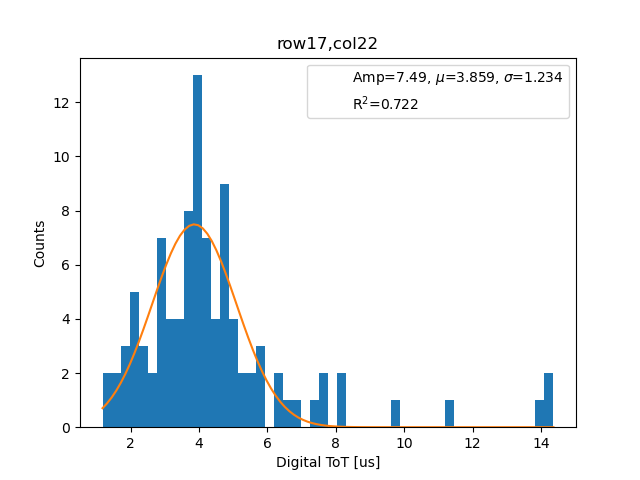 row17,col22
Amp=7.49, μ=3.859, σ=1.234
R²=0.722
Counts
12
10
8
6
4
2
0
2 4 6 8 10 12 14
Digital ToT [us]